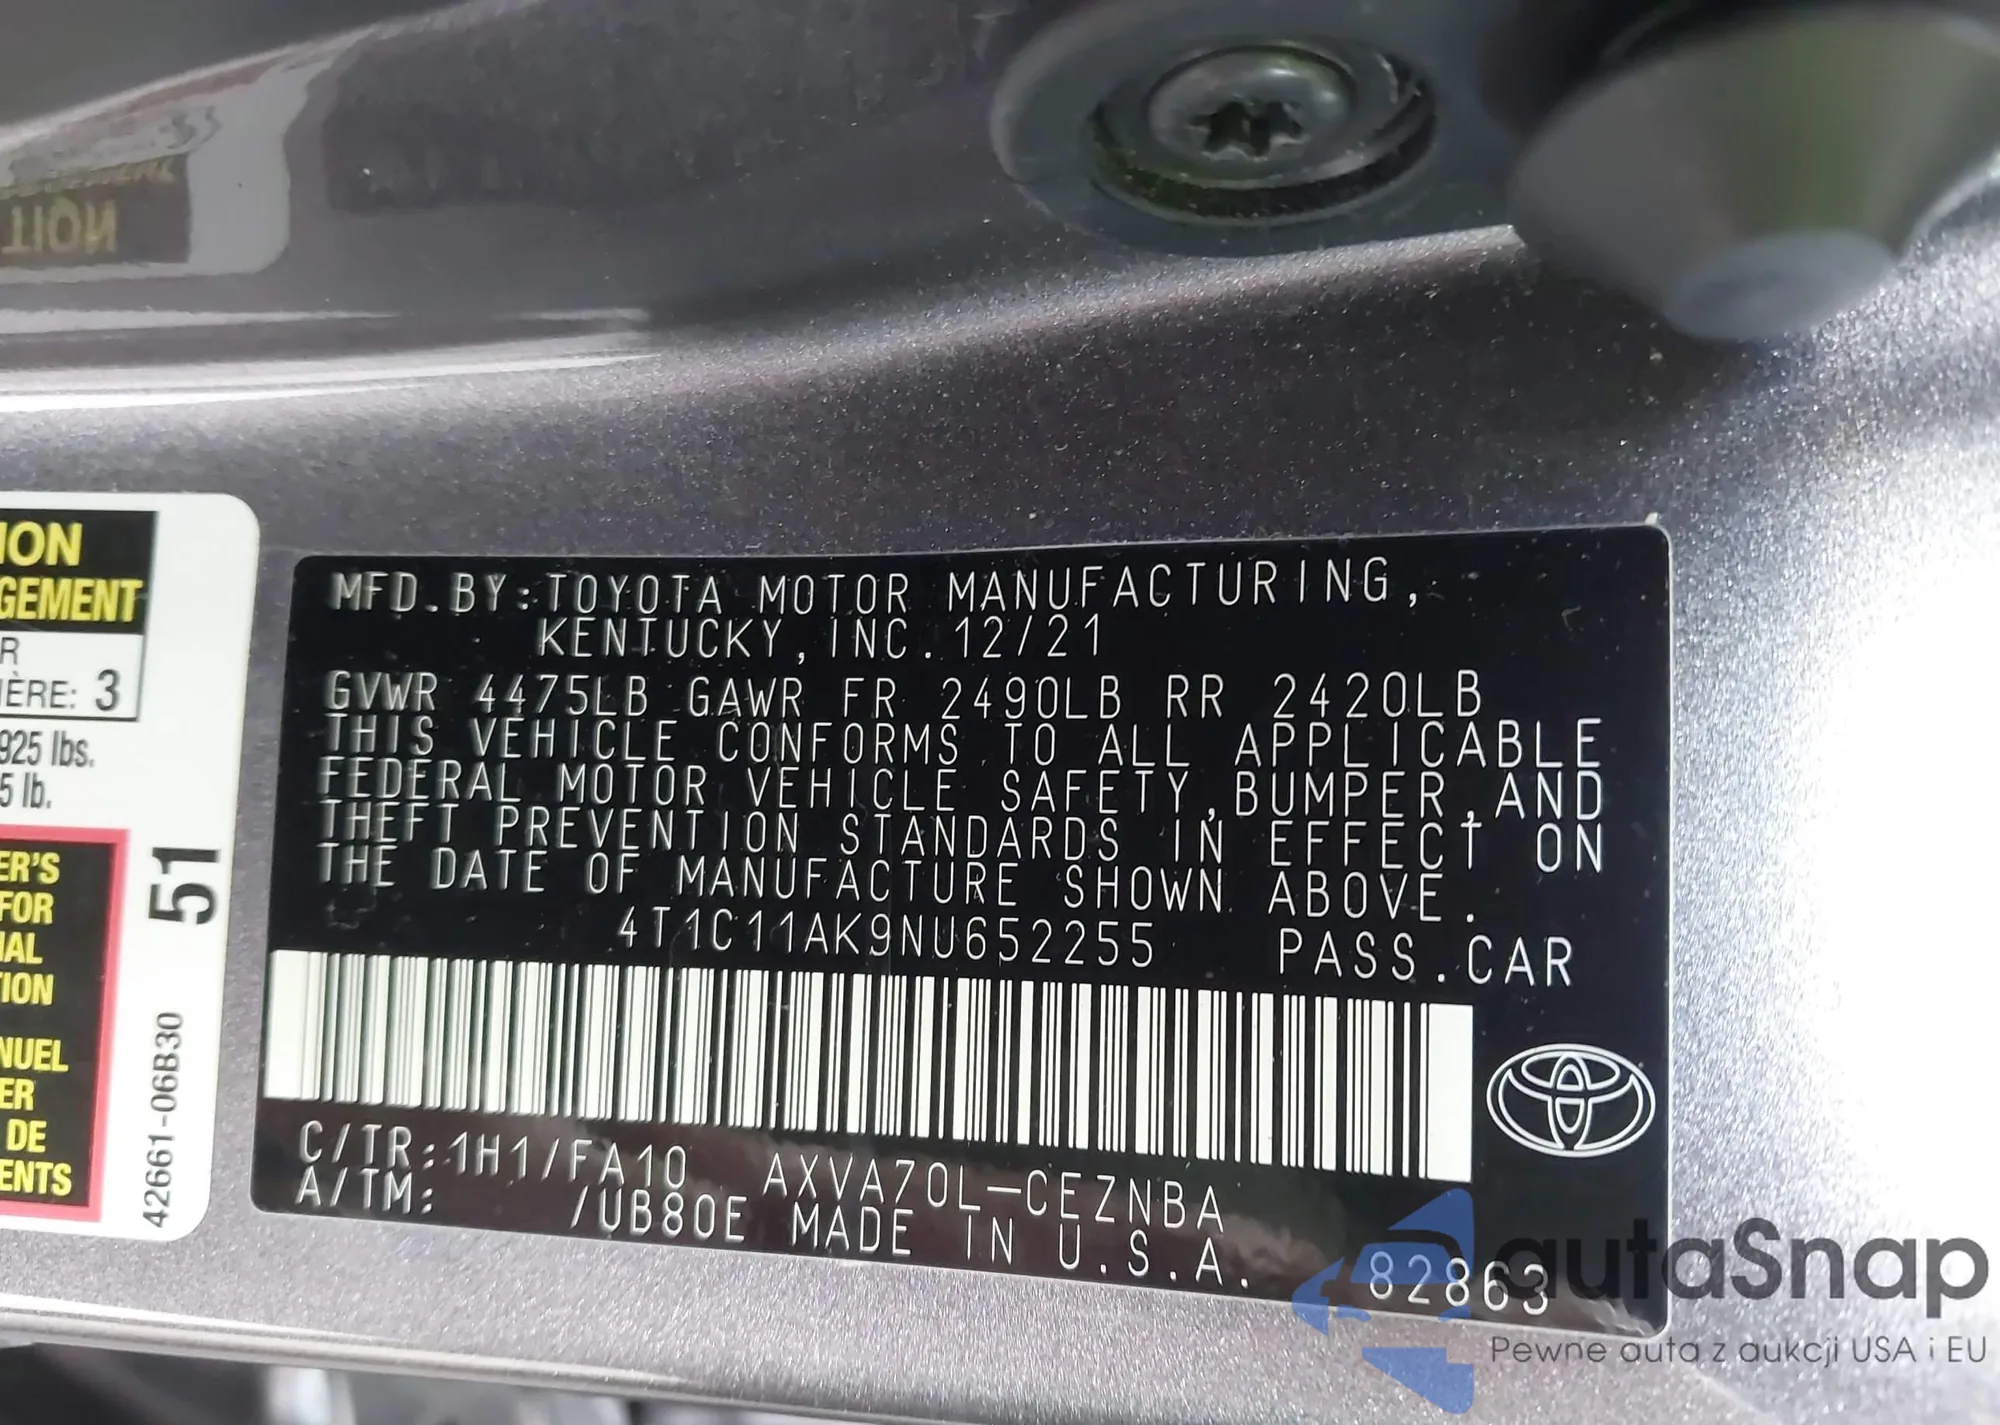 TION
ION
GEMENT
R
IÈRE: 3
925 lbs.
5 lb.
ER'S
FOR
IAL
TION
NUEL
ER
DE
ENTS
51
42661-06B30
MFD. BY: TOYOTA MOTOR MANUFACTURING,
KENTUCKY, INC. 12/21
GVWR 4475LB GAWR FR 2490LB RR 2420LB
THIS VEHICLE CONFORMS TO ALL APPLICABLE
FEDERAL MOTOR VEHICLE SAFETY, BUMPER, AND
THEFT PREVENTION STANDARDS IN EFFECT ON
THE DATE OF MANUFACTURE SHOWN ABOVE.
4T1C11AK9NU652255 PASS. CAR
C/TR: 1H1/FA10 AXVA70L-CEZNBA
A/TM: /UB80E MADE IN U.S.A.
82863
autaSnap
Pewne auta z aukcji USA i EU